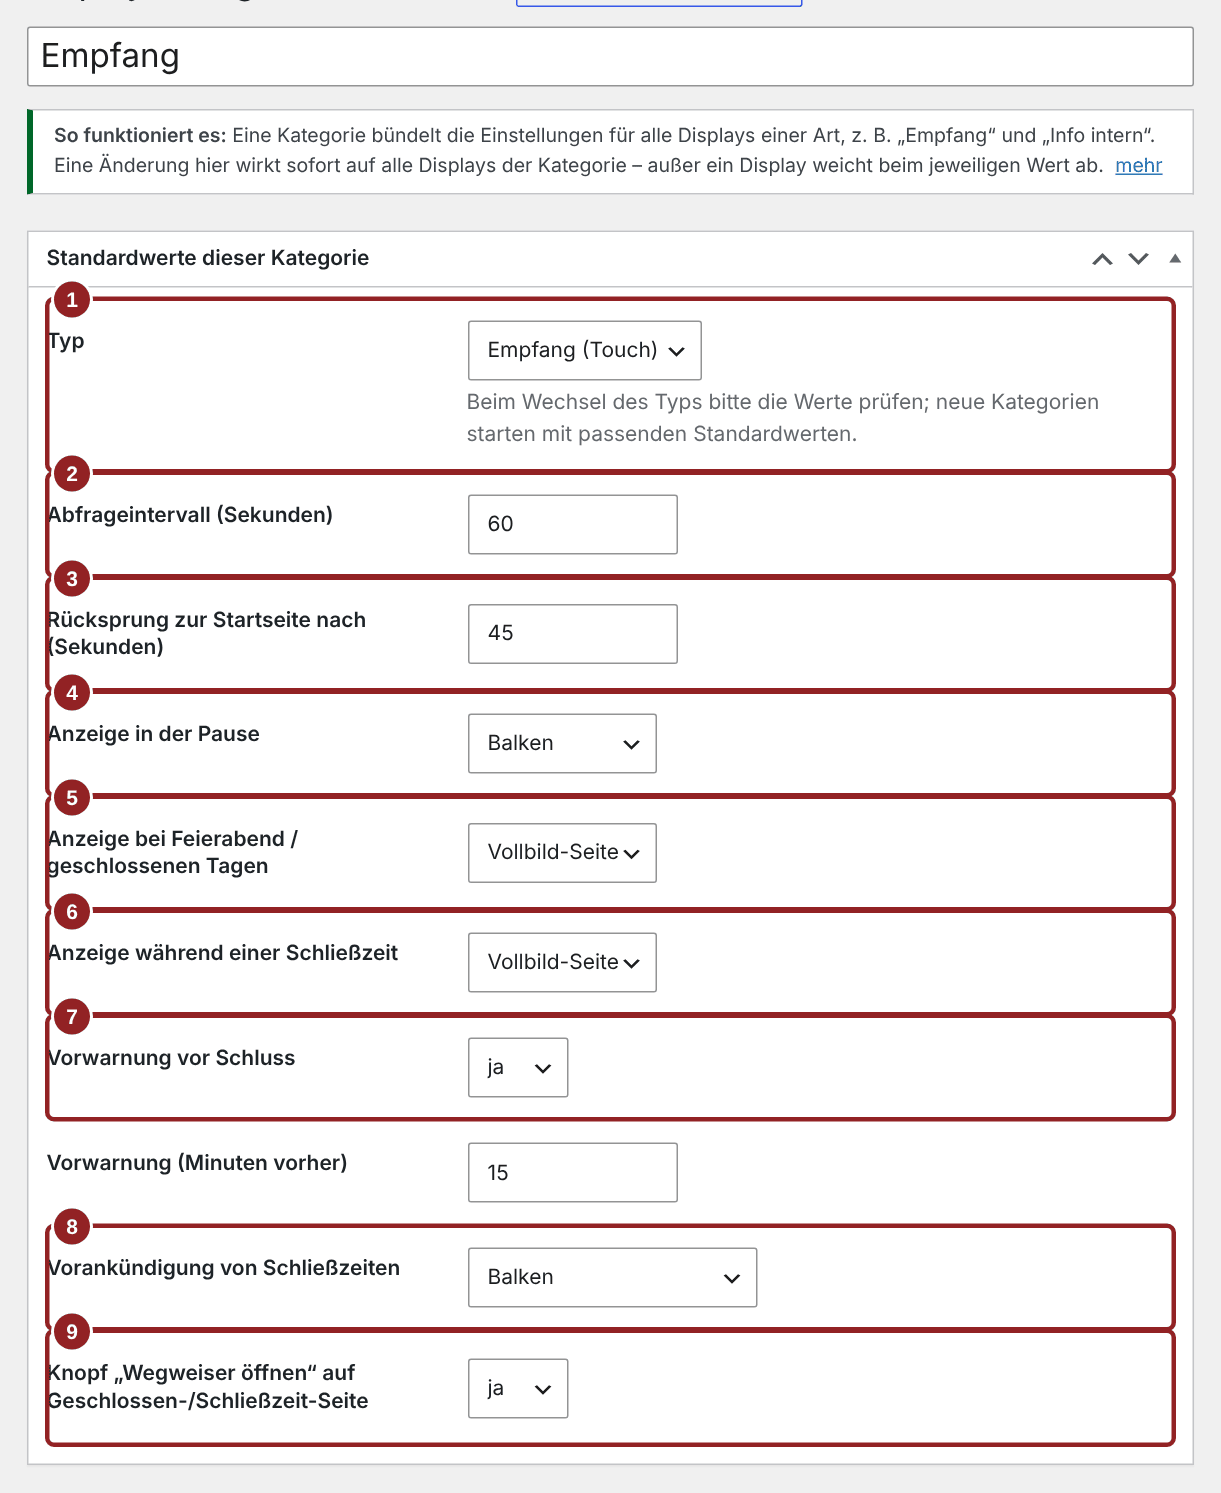 Empfang
So funktioniert es: Eine Kategorie bündelt die Einstellungen für alle Displays einer Art, z. B. „Empfang“ und „Info intern“.
Eine Änderung hier wirkt sofort auf alle Displays der Kategorie – außer ein Display weicht beim jeweiligen Wert ab. mehr
Standardwerte dieser Kategorie
1
Typ
Empfang (Touch)
Beim Wechsel des Typs bitte die Werte prüfen; neue Kategorien
starten mit passenden Standardwerten.
2
Abfrageintervall (Sekunden)
60
3
Rücksprung zur Startseite nach
(Sekunden)
45
4
Anzeige in der Pause
Balken
5
Anzeige bei Feierabend /
geschlossenen Tagen
Vollbild-Seite
6
Anzeige während einer Schließzeit
Vollbild-Seite
7
Vorwarnung vor Schluss
ja
Vorwarnung (Minuten vorher)
15
8
Vorankündigung von Schließzeiten
Balken
9
Knopf „Wegweiser öffnen“ auf
Geschlossen-/Schließzeit-Seite
ja